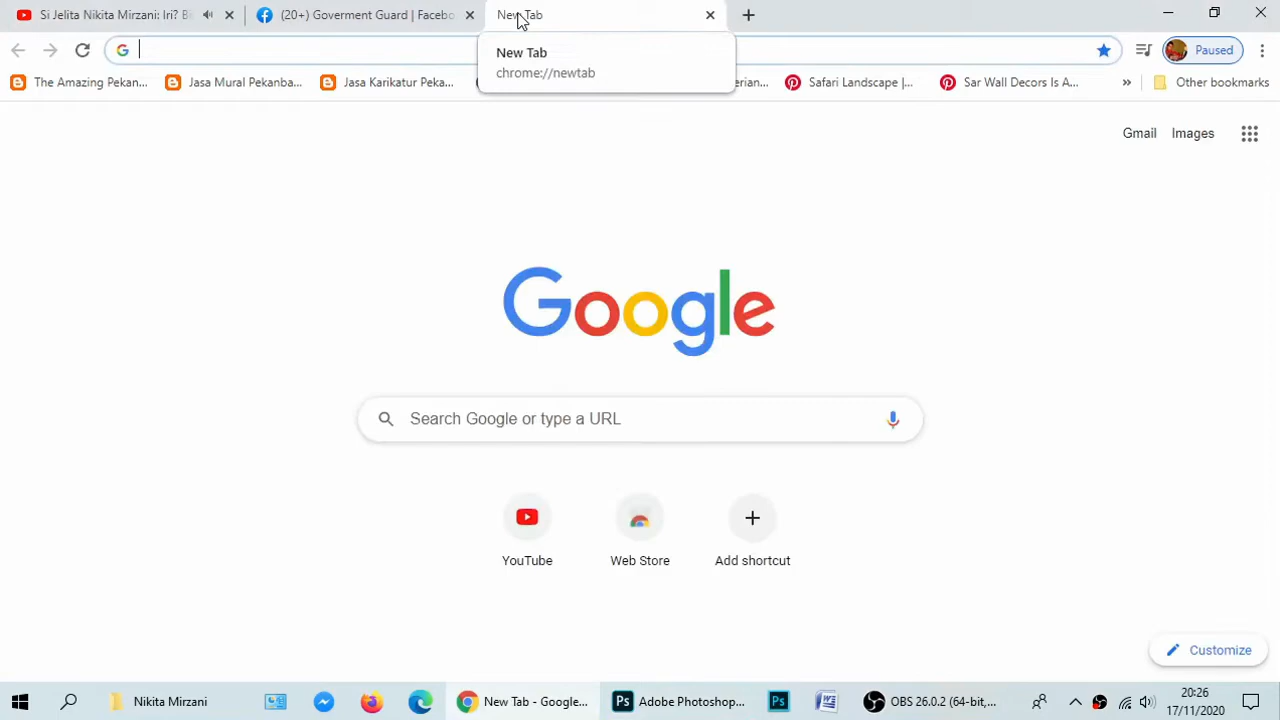 Si Jelita Nikita Mirzani: Iri? B
(20+) Goverment Guard | Facebo
New Tab
Paused
New Tab
chrome://newtab
The Amazing Pekan...
Jasa Mural Pekanba...
Jasa Karikatur Pekan...
Safari Landscape |...
Sar Wall Decors Is A...
»
Other bookmarks
Gmail
Images
Google
Search Google or type a URL
YouTube
Web Store
Add shortcut
Customize
Nikita Mirzani
New Tab - Google...
Ps
Adobe Photoshop...
Ps
OBS 26.0.2 (64-bit,...
20:26
17/11/2020